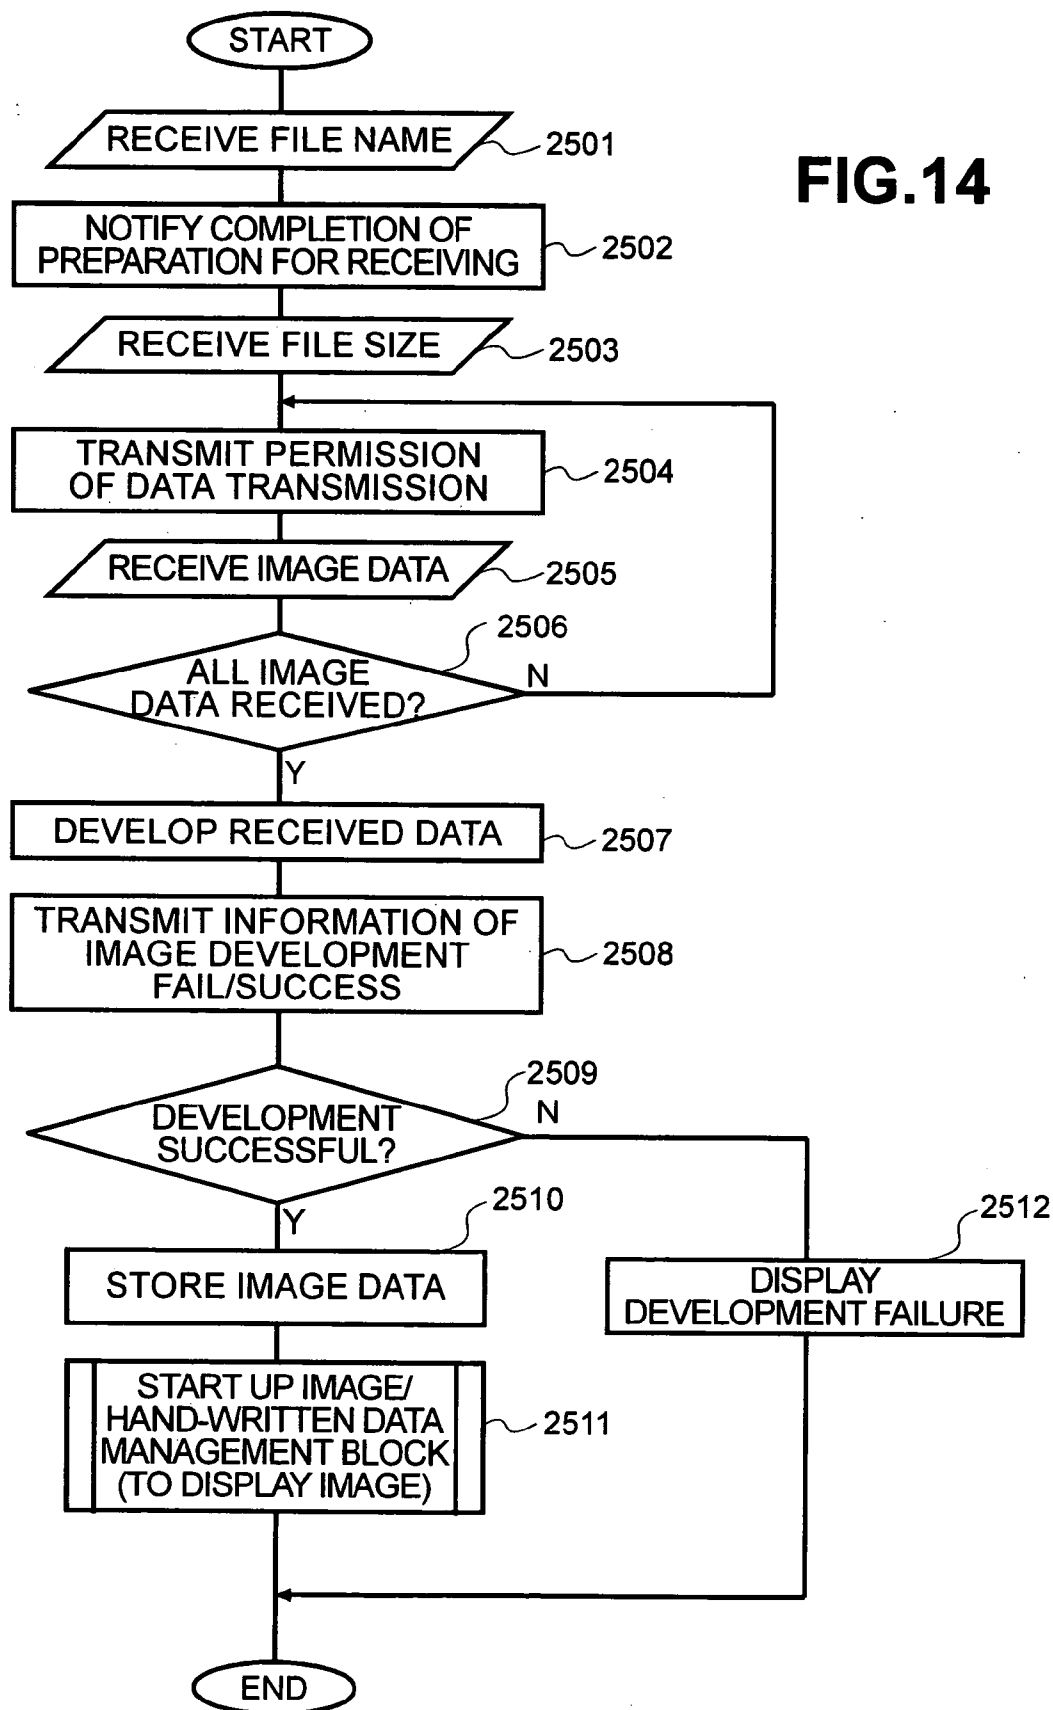 START
RECEIVE FILE NAME
2501
FIG.14
NOTIFY COMPLETION OF
PREPARATION FOR RECEIVING
2502
RECEIVE FILE SIZE
2503
TRANSMIT PERMISSION
OF DATA TRANSMISSION
2504
RECEIVE IMAGE DATA
2505
2506
ALL IMAGE
DATA RECEIVED?
N
Y
DEVELOP RECEIVED DATA
2507
TRANSMIT INFORMATION OF
IMAGE DEVELOPMENT
FAIL/SUCCESS
2508
2509
DEVELOPMENT
SUCCESSFUL?
N
Y
2510
STORE IMAGE DATA
2512
DISPLAY
DEVELOPMENT FAILURE
START UP IMAGE/
HAND-WRITTEN DATA
MANAGEMENT BLOCK
(TO DISPLAY IMAGE)
2511
END